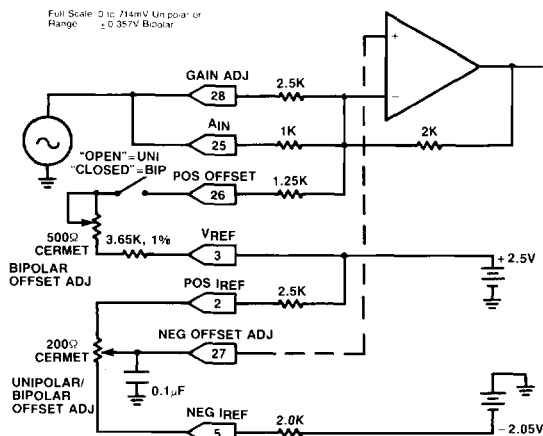 Full Scale 0 to 714mV Unipolar or
Range ± 0.357V Bipolar
GAIN ADJ
28
2.5K
+
−
AIN
25
1K
2K
"OPEN"=UNI
"CLOSED"=BIP
POS OFFSET
26
1.25K
500Ω
CERMET
3.65K, 1%
VREF
3
BIPOLAR
OFFSET ADJ
+2.5V
POS IREF
2
2.5K
200Ω
CERMET
NEG OFFSET ADJ
27
0.1µF
UNIPOLAR/
BIPOLAR
OFFSET ADJ
NEG IREF
5
2.0K
−2.05V